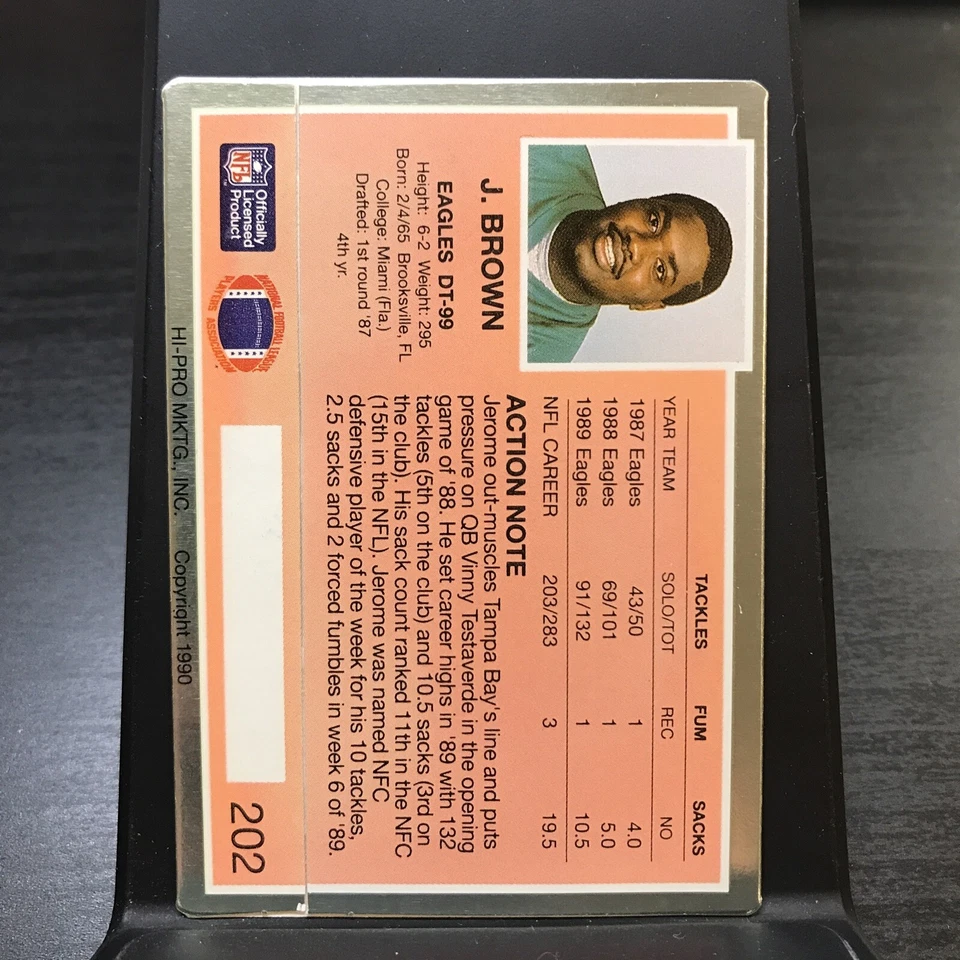 J. BROWN
EAGLES DT-99
Height: 6-2 Weight: 295
Born: 2/4/65 Brooksville, FL
College: Miami (Fla.)
Drafted: 1st round '87
4th yr.
TACKLES FUM SACKS
YEAR TEAM SOLO/TOT REC NO
1987 Eagles 43/50 1 4.0
1988 Eagles 69/101 1 5.0
1989 Eagles 91/132 1 10.5
NFL CAREER 203/283 3 19.5
ACTION NOTE
Jerome out-muscles Tampa Bay's line and puts
pressure on QB Vinny Testaverde in the opening
game of '88. He set career highs in '89 with 132
tackles (5th on the club) and 10.5 sacks (3rd on
the club). His sack count ranked 11th in the NFC
(15th in the NFL). Jerome was named NFC
defensive player of the week for his 10 tackles,
2.5 sacks and 2 forced fumbles in week 6 of '89.
NFL
Officially
Licensed
Product
NATIONAL FOOTBALL LEAGUE
PLAYERS ASSOCIATION
202
HI-PRO MKTG., INC. Copyright 1990